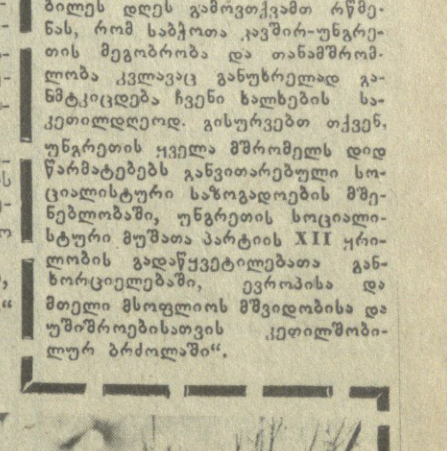 ბილეს დღეს გამოვთქვამთ რწმე-
ნას, რომ საბჭოთა კავშირ-უნგრე-
თის მეგობრობა და თანამშრომ-
ლობა კვლავაც განუხრელად გა-
ნმტკიცდება ჩვენი ხალხების სა-
კეთილდღეოდ. გისურვებთ თქვენ,
უნგრეთის ყველა მშრომელს დიდ
წარმატებებს განვითარებული სო-
ციალისტური საზოგადოების მშე-
ნებლობაში, უნგრეთის სოციალი-
სტური მუშათა პარტიის XII ყრი-
ლობის გადაწყვეტილებათა გან-
ხორციელებაში, ევროპისა და
მთელი მსოფლიოს მშვიდობისა და
უშიშროებისათვის კეთილშობი-
ლურ ბრძოლაში“.